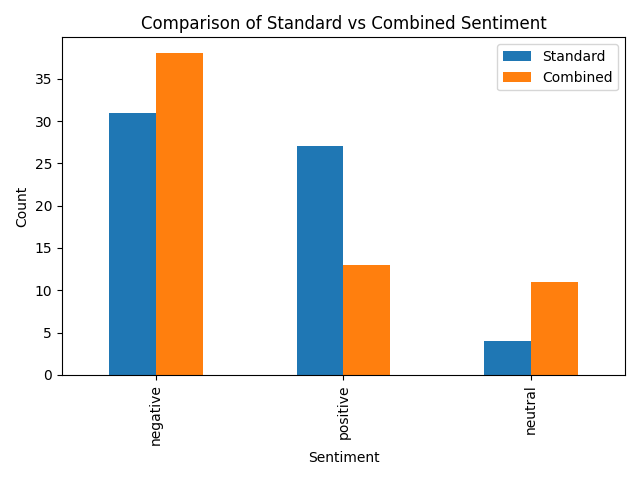 Comparison of Standard vs Combined Sentiment
Standard
Combined
Count
35
30
25
20
15
10
5
0
negative
positive
neutral
Sentiment